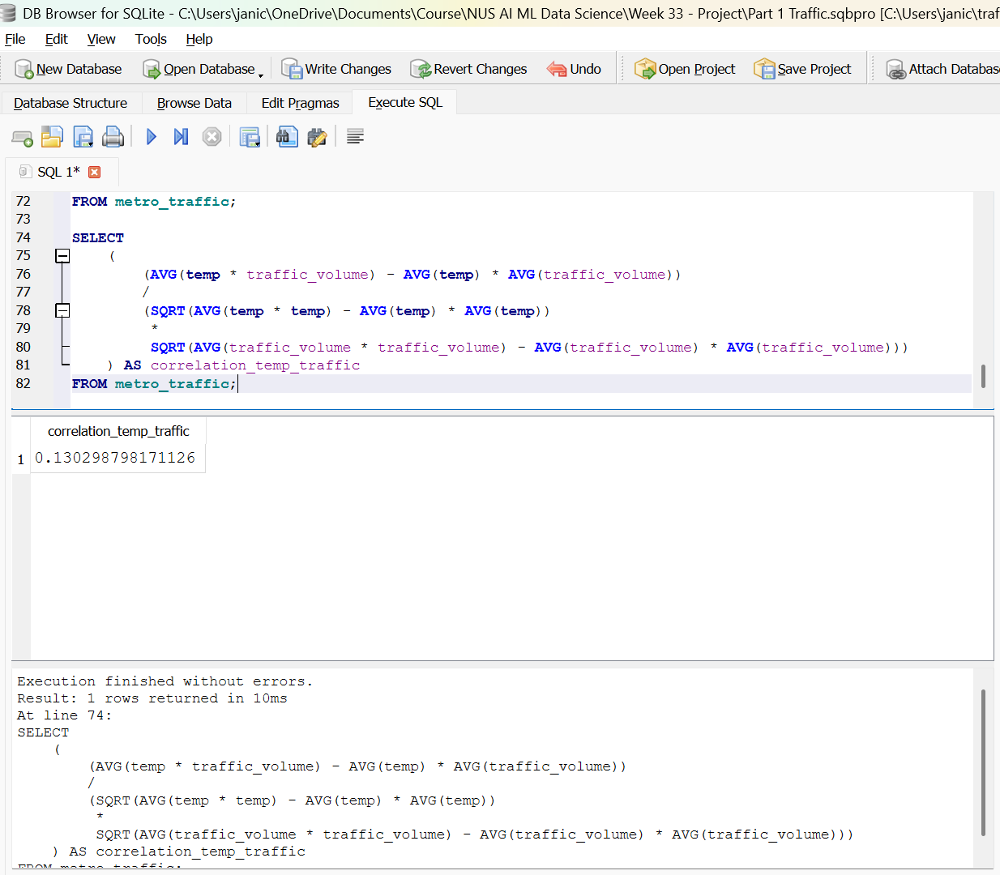 DB Browser for SQLite - C:\Users\janic\OneDrive\Documents\Course\NUS AI ML Data Science\Week 33 - Project\Part 1 Traffic.sqbpro [C:\Users\janic\traf
File Edit View Tools Help
New Database Open Database Write Changes Revert Changes Undo Open Project Save Project Attach Databas
Database Structure Browse Data Edit Pragmas Execute SQL
SQL 1*
72 FROM metro_traffic;
73
74 SELECT
75 (
76 (AVG(temp * traffic_volume) - AVG(temp) * AVG(traffic_volume))
77 /
78 (SQRT(AVG(temp * temp) - AVG(temp) * AVG(temp))
79 *
80 SQRT(AVG(traffic_volume * traffic_volume) - AVG(traffic_volume) * AVG(traffic_volume)))
81 ) AS correlation_temp_traffic
82 FROM metro_traffic;
correlation_temp_traffic
1 0.130298798171126
Execution finished without errors.
Result: 1 rows returned in 10ms
At line 74:
SELECT
(
(AVG(temp * traffic_volume) - AVG(temp) * AVG(traffic_volume))
/
(SQRT(AVG(temp * temp) - AVG(temp) * AVG(temp))
*
SQRT(AVG(traffic_volume * traffic_volume) - AVG(traffic_volume) * AVG(traffic_volume)))
) AS correlation_temp_traffic
FROM metro_traffic;